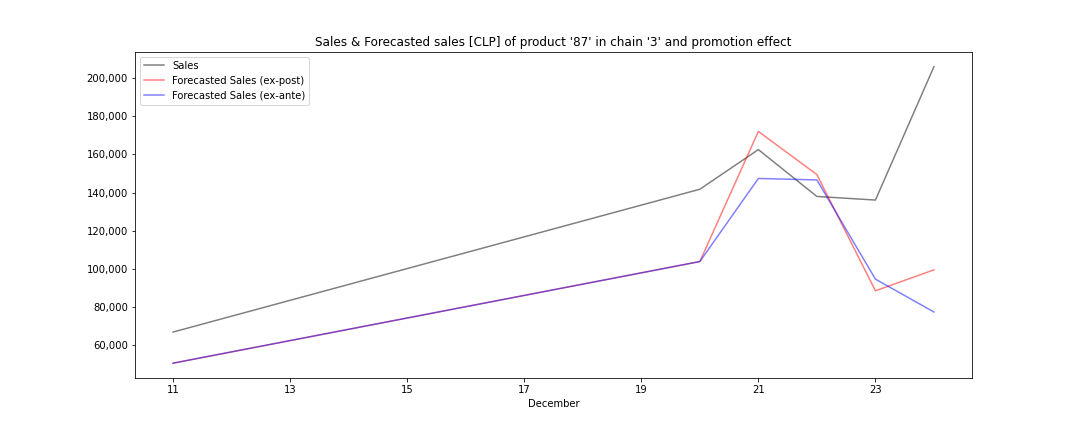 Sales & Forecasted sales [CLP] of product '87' in chain '3' and promotion effect
Sales
Forecasted Sales (ex-post)
Forecasted Sales (ex-ante)
200,000
180,000
160,000
140,000
120,000
100,000
80,000
60,000
11 13 15 17 19 21 23
December